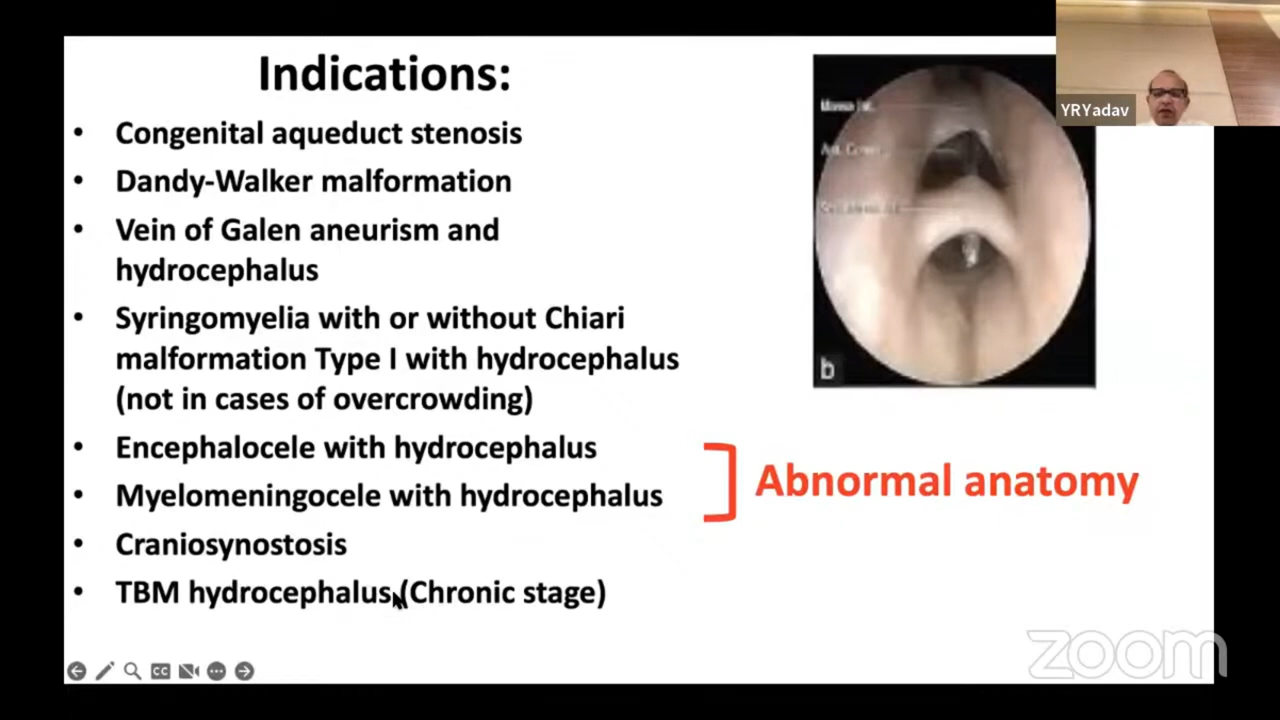 Indications:
• Congenital aqueduct stenosis
• Dandy-Walker malformation
• Vein of Galen aneurism and
hydrocephalus
• Syringomyelia with or without Chiari
malformation Type I with hydrocephalus
(not in cases of overcrowding)
• Encephalocele with hydrocephalus
• Myelomeningocele with hydrocephalus
• Craniosynostosis
• TBM hydrocephalus (Chronic stage)
Abnormal anatomy
b
YRYadav
CC
zoom